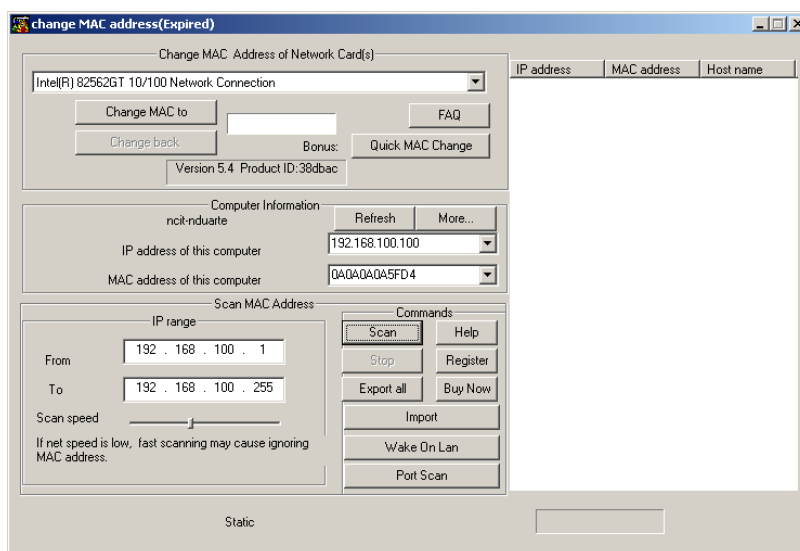 change MAC address(Expired)
Change MAC Address of Network Card(s)
Intel(R) 82562GT 10/100 Network Connection
Change MAC to
FAQ
Change back
Bonus:
Quick MAC Change
Version 5.4 Product ID:38dbac
Computer Information
ncit-nduarte
Refresh
More...
IP address of this computer
192.168.100.100
MAC address of this computer
0A0A0A0A5FD4
Scan MAC Address
IP range
From
192 . 168 . 100 . 1
To
192 . 168 . 100 . 255
Scan speed
If net speed is low, fast scanning may cause ignoring
MAC address.
Commands
Scan
Help
Stop
Register
Export all
Buy Now
Import
Wake On Lan
Port Scan
IP address
MAC address
Host name
Static